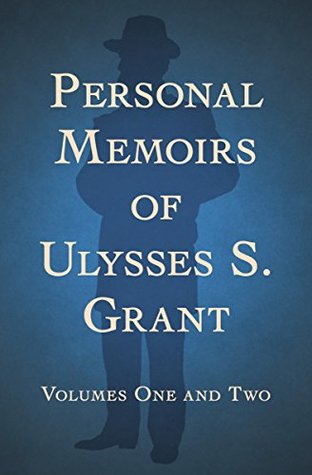 Personal
Memoirs
of
Ulysses S.
Grant
Volumes One and Two